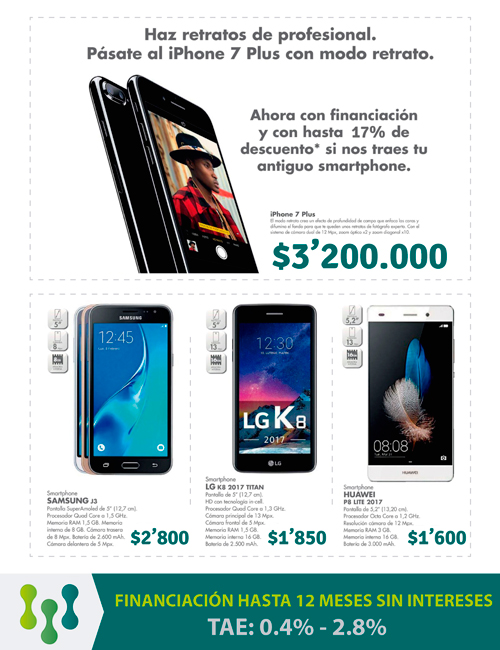 Haz retratos de profesional.
Pásate al iPhone 7 Plus con modo retrato.
Ahora con financiación
y con hasta 17% de
descuento* si nos traes tu
antiguo smartphone.
iPhone 7 Plus
El modo retrato crea un efecto de profundidad de campo que enfoca las caras y
difumina el fondo para que te queden unos retratos de fotógrafo experto. Con el
sistema de cámara dual de 12 Mpx, zoom óptico x2 y zoom diagonal x10.
$3’200.000
5"
8
SAMSUNG
12:45
Smartphone
SAMSUNG J3
Pantalla SuperAmoled de 5" (12,7 cm).
Procesador Quad Core a 1,5 GHz.
Memoria RAM 1,5 GB. Memoria
interna de 8 GB. Cámara trasera
de 8 Mpx. Batería de 2.600 mAh.
Cámara delantera de 5 Mpx.
$2’800
5"
13
12:30
LG K8
2017
LG
Smartphone
LG K8 2017 TITAN
Pantalla de 5" (12,7 cm).
HD con tecnología in-cell.
Procesador Quad Core a 1,3 GHz.
Cámara principal de 13 Mpx.
Cámara frontal de 5 Mpx.
Memoria RAM 1,5 GB.
Memoria interna 16 GB.
Batería de 2.500 mAh.
$1’850
5,2"
13
08:08
HUAWEI
Smartphone
HUAWEI
P8 LITE 2017
Pantalla de 5,2" (13,20 cm).
Procesador Octa Core a 1,2 GHz.
Resolución cámara de 12 Mpx.
Memoria RAM 3 GB.
Memoria interna 16 GB.
Batería de 3.000 mAh.
$1’600
FINANCIACIÓN HASTA 12 MESES SIN INTERESES
TAE: 0.4% - 2.8%